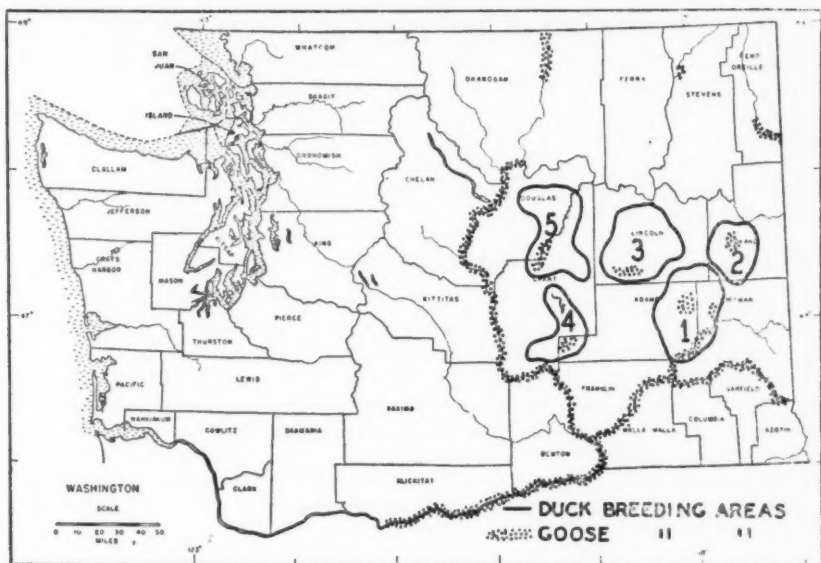 49°
SAN
JUAN
ISLAND
WHATCOM
SKAGIT
SNOHOMISH
OKANOGAN
FERRY
STEVENS
PEND
OREILLE
CLALLAM
JEFFERSON
GRAYS
HARBOR
MASON
KING
CHELAN
DOUGLAS
5
LINCOLN
3
2
GRANT
4
ADAMS
1
WHITMAN
47°
PIERCE
KITTITAS
THURSTON
PACIFIC
LEWIS
WAHKIAKUM
COWLITZ
SKAMANIA
YAKIMA
FRANKLIN
GARFIELD
WALLA WALLA
COLUMBIA
ASOTIN
BENTON
CLARK
KLICKITAT
WASHINGTON
SCALE
0 10 20 30 40 50
MILES
DUCK BREEDING AREAS
GOOSE " "
123°